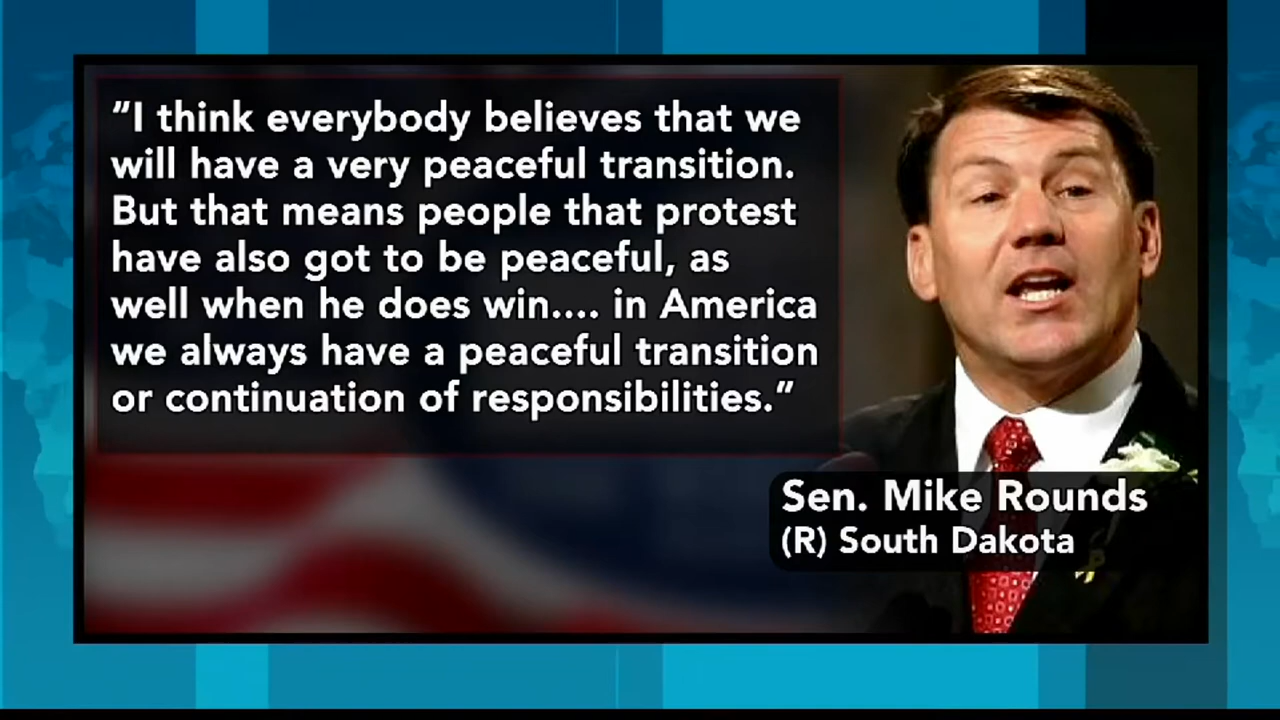 "I think everybody believes that we
will have a very peaceful transition.
But that means people that protest
have also got to be peaceful, as
well when he does win.... in America
we always have a peaceful transition
or continuation of responsibilities."
Sen. Mike Rounds
(R) South Dakota